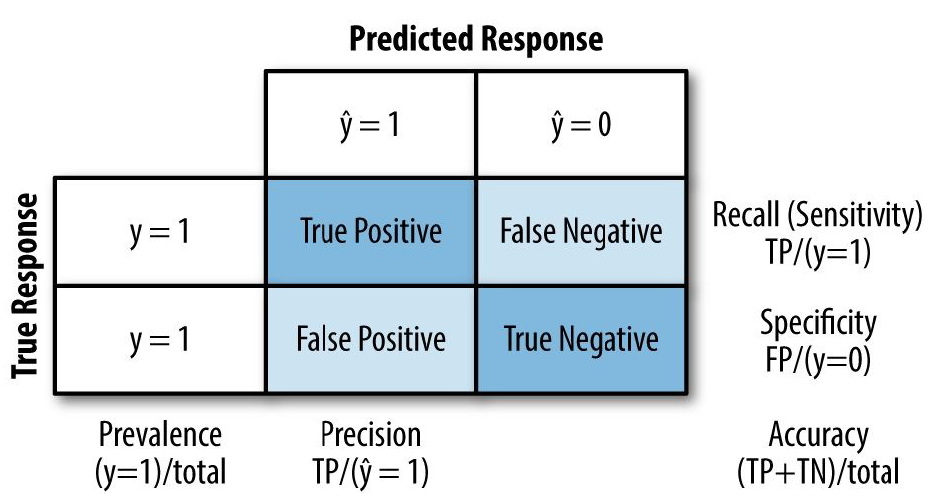 Predicted Response
ŷ = 1
ŷ = 0
True Response
y = 1
True Positive
False Negative
Recall (Sensitivity)
TP/(y=1)
y = 1
False Positive
True Negative
Specificity
FP/(y=0)
Prevalence
(y=1)/total
Precision
TP/(ŷ = 1)
Accuracy
(TP+TN)/total